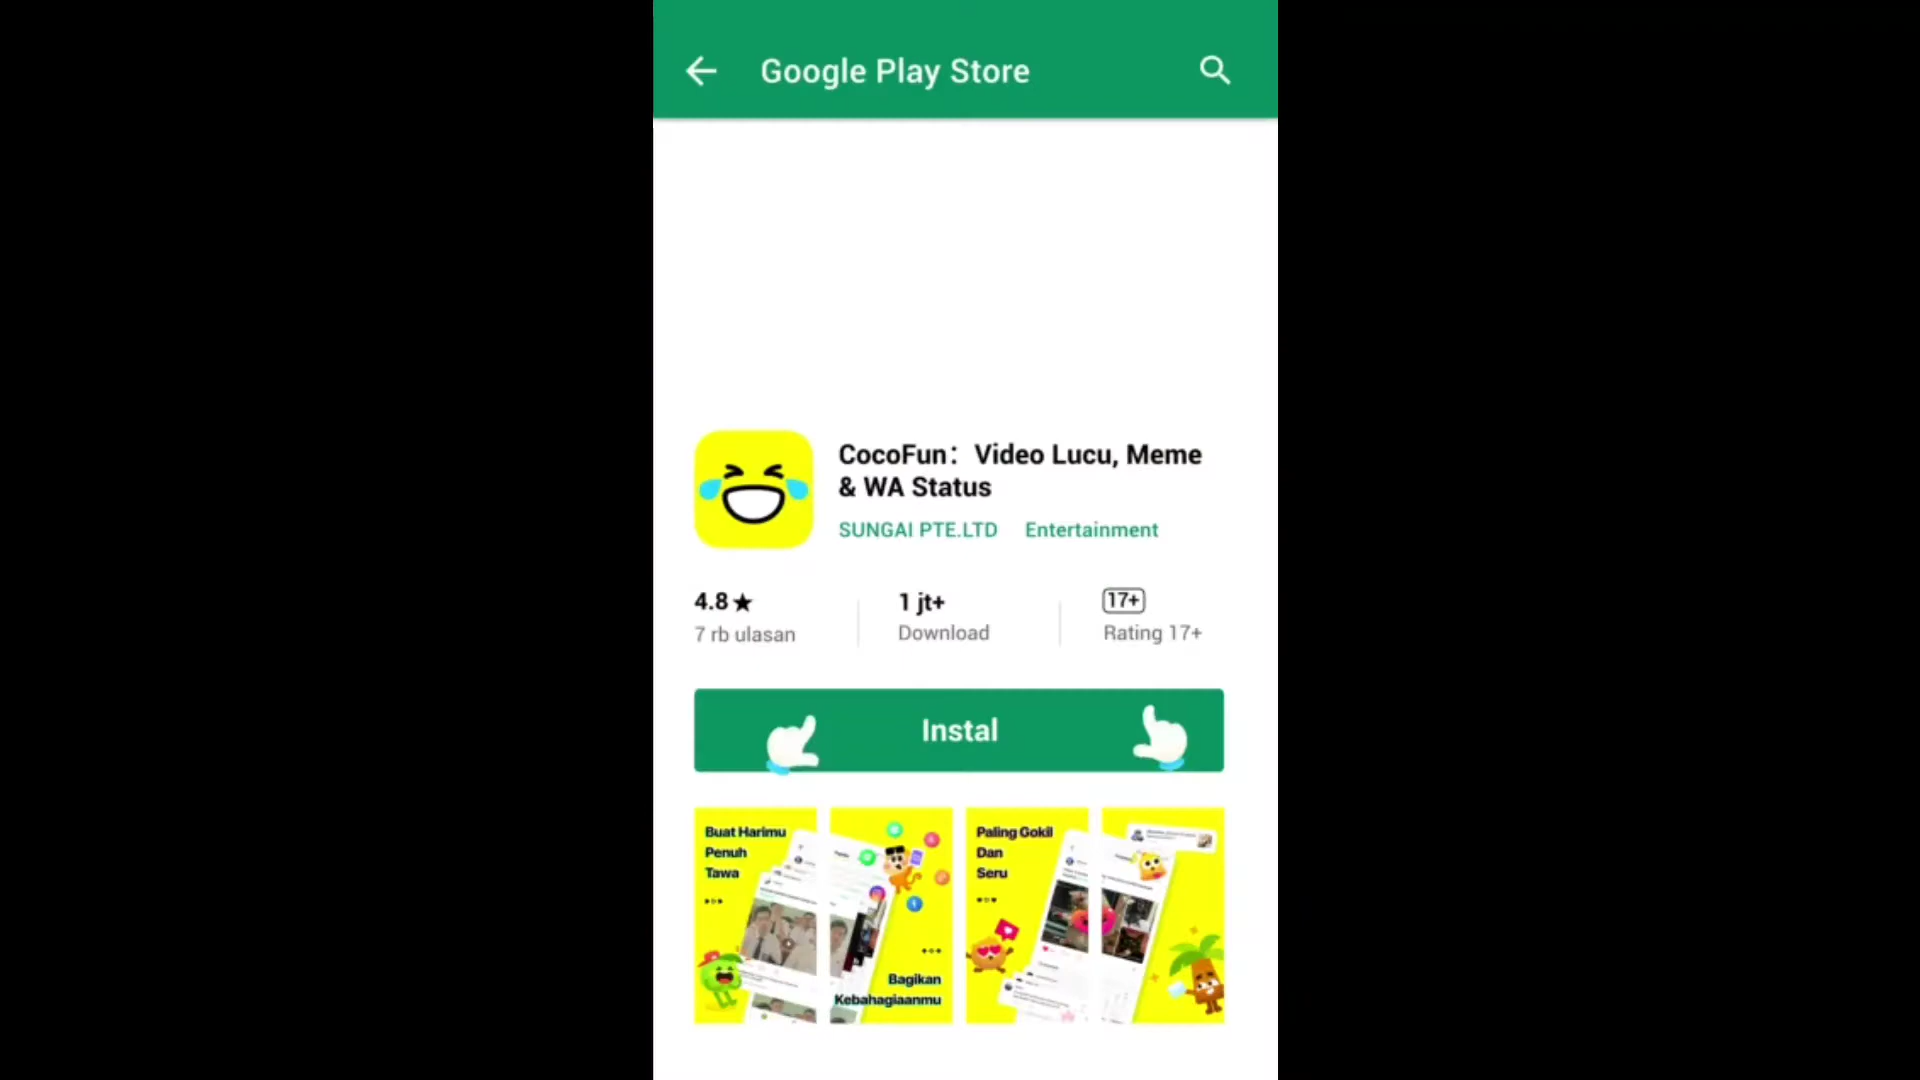 Google Play Store
CocoFun：Video Lucu, Meme
& WA Status
SUNGAI PTE.LTD Entertainment
4.8★
7 rb ulasan
1 jt+
Download
17+
Rating 17+
Instal
Buat Harimu
Penuh
Tawa
Bagikan
Kebahagiaanmu
Paling Gokil
Dan
Seru